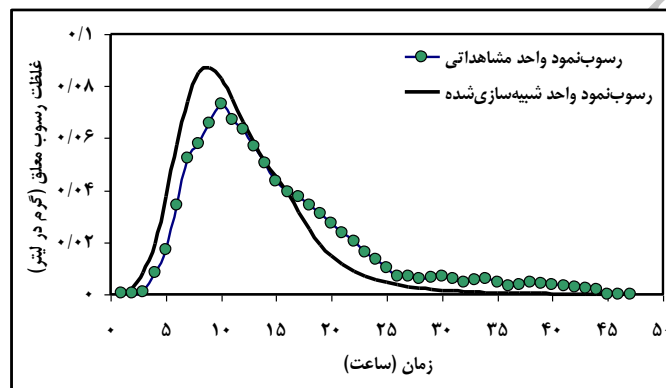 غلظت رسوب معلق (گرم در لیتر)
۰/۱
۰/۰۸
۰/۰۶
۰/۰۴
۰/۰۲
۰
رسوب‌نمود واحد مشاهداتی
رسوب‌نمود واحد شبیه‌سازی‌شده
۰ ۵ ۱۰ ۱۵ ۲۰ ۲۵ ۳۰ ۳۵ ۴۰ ۴۵ ۵۰
زمان (ساعت)